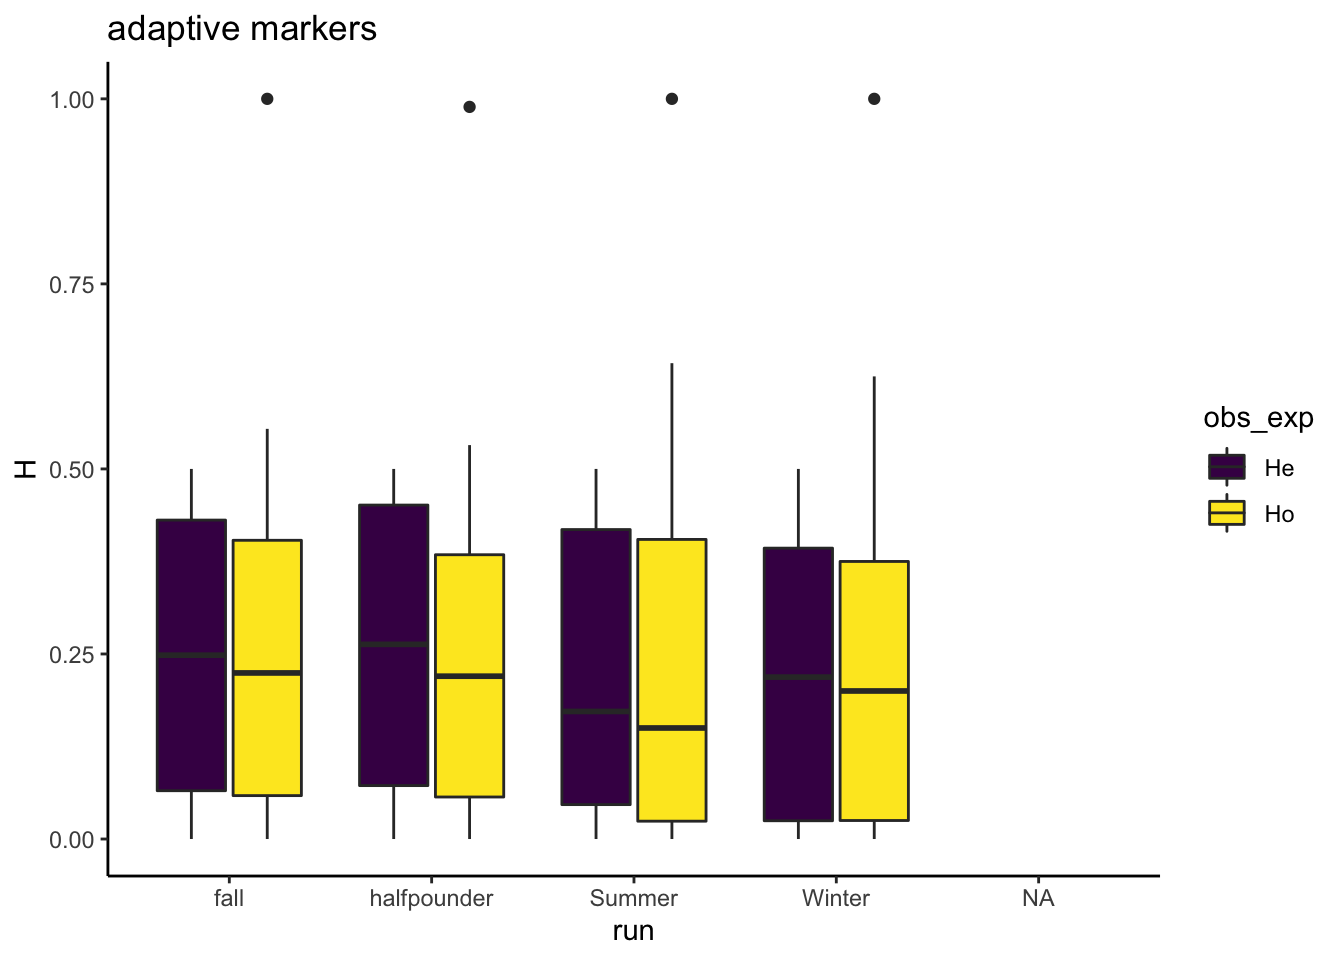 adaptive markers
1.00
0.75
0.50
0.25
0.00
H
fall halfpounder Summer Winter NA
run
obs_exp
He
Ho